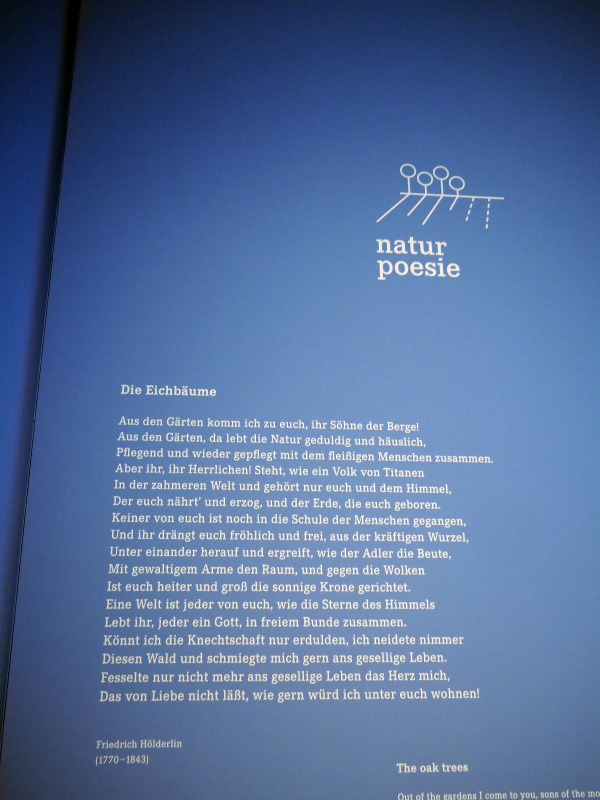 natur
poesie
Die Eichbäume
Aus den Gärten komm ich zu euch, ihr Söhne der Berge!
Aus den Gärten, da lebt die Natur geduldig und häuslich,
Pflegend und wieder gepflegt mit dem fleißigen Menschen zusammen.
Aber ihr, ihr Herrlichen! Steht, wie ein Volk von Titanen
In der zahmeren Welt und gehört nur euch und dem Himmel,
Der euch nährt' und erzog, und der Erde, die euch geboren.
Keiner von euch ist noch in die Schule der Menschen gegangen,
Und ihr drängt euch fröhlich und frei, aus der kräftigen Wurzel,
Unter einander herauf und ergreift, wie der Adler die Beute,
Mit gewaltigem Arme den Raum, und gegen die Wolken
Ist euch heiter und groß die sonnige Krone gerichtet.
Eine Welt ist jeder von euch, wie die Sterne des Himmels
Lebt ihr, jeder ein Gott, in freiem Bunde zusammen.
Könnt ich die Knechtschaft nur erdulden, ich neidete nimmer
Diesen Wald und schmiegte mich gern ans gesellige Leben.
Fesselte nur nicht mehr ans gesellige Leben das Herz mich,
Das von Liebe nicht läßt, wie gern würd ich unter euch wohnen!
Friedrich Hölderlin
(1770–1843)
The oak trees
Out of the gardens I come to you, sons of the mo